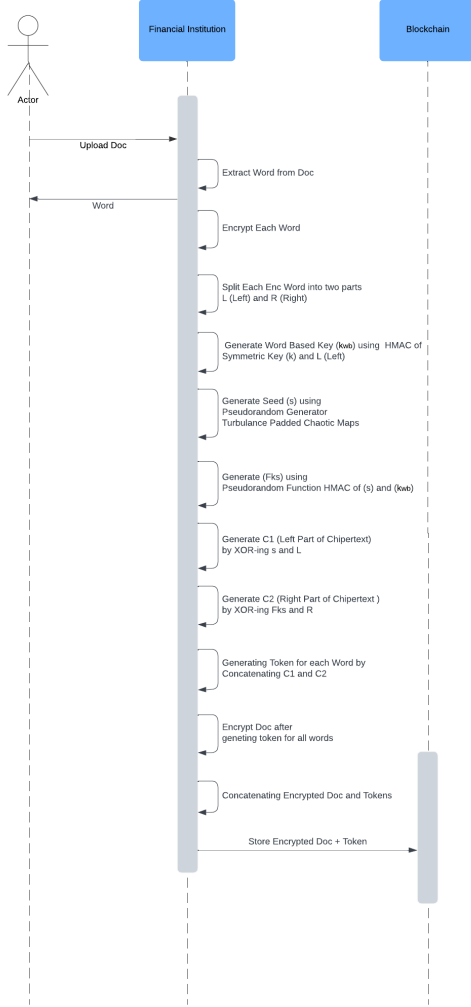 Financial Institution
Blockchain
Actor
Upload Doc
Extract Word from Doc
Word
Encrypt Each Word
Split Each Enc Word into two parts
L (Left) and R (Right)
Generate Word Based Key (kwb) using HMAC of
Symmetric Key (k) and L (Left)
Generate Seed (s) using
Pseudorandom Generator
Turbulance Padded Chaotic Maps
Generate (Fks) using
Pseudorandom Function HMAC of (s) and (kwb)
Generate C1 (Left Part of Chipertext)
by XOR-ing s and L
Generate C2 (Right Part of Chipertext )
by XOR-ing Fks and R
Generating Token for each Word by
Concatenating C1 and C2
Encrypt Doc after
geneting token for all words
Concatenating Encrypted Doc and Tokens
Store Encrypted Doc + Token